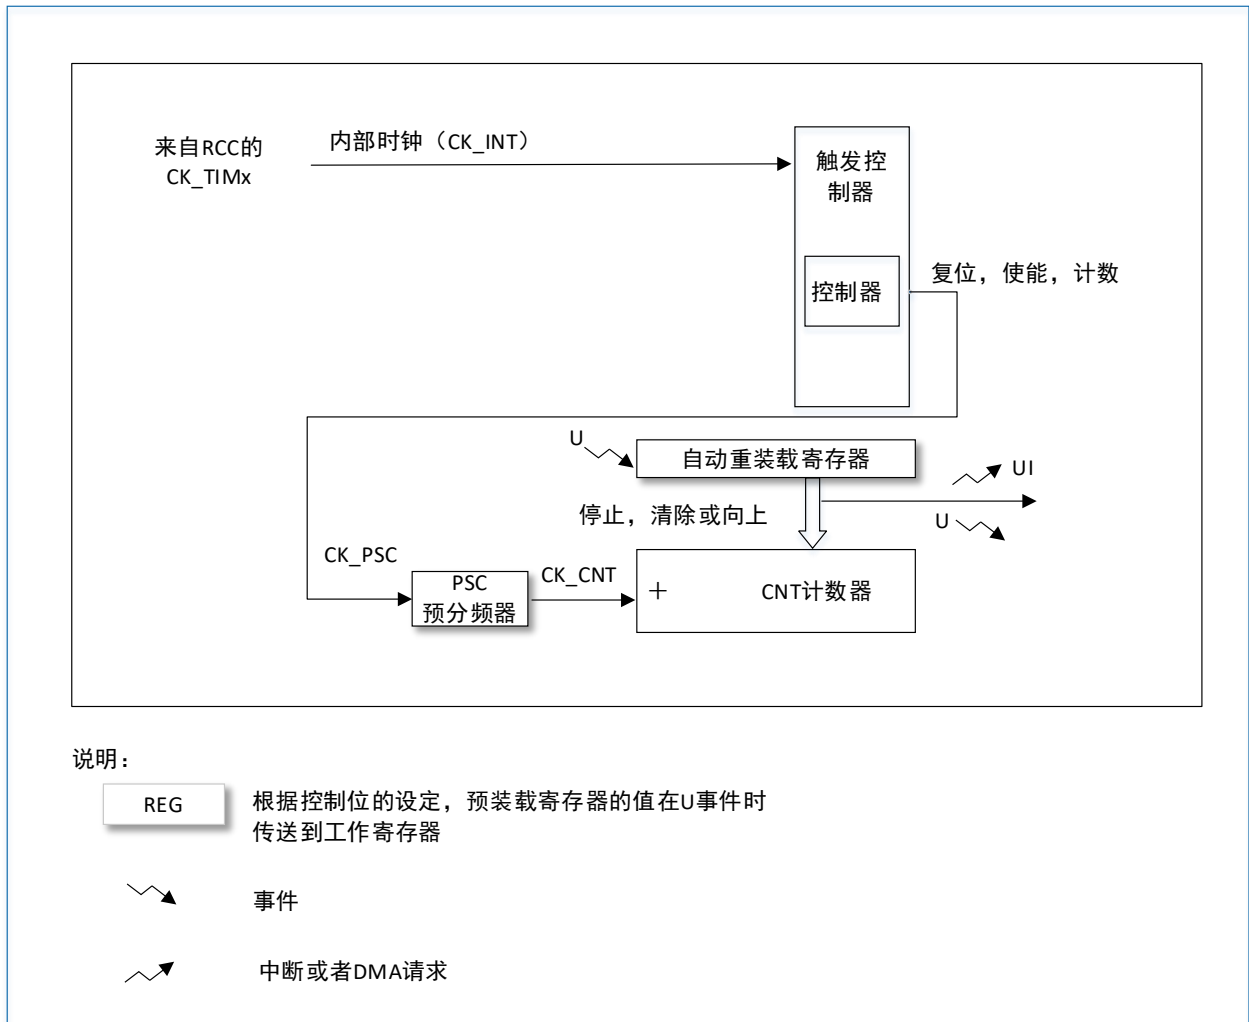 来自RCC的
CK_TIMx
内部时钟（CK_INT）
触发控
制器
控制器
复位，使能，计数
U
自动重装载寄存器
UI
停止，清除或向上
U
CK_PSC
PSC
预分频器
CK_CNT
+
CNT计数器
说明：
REG
根据控制位的设定，预装载寄存器的值在U事件时
传送到工作寄存器
事件
中断或者DMA请求